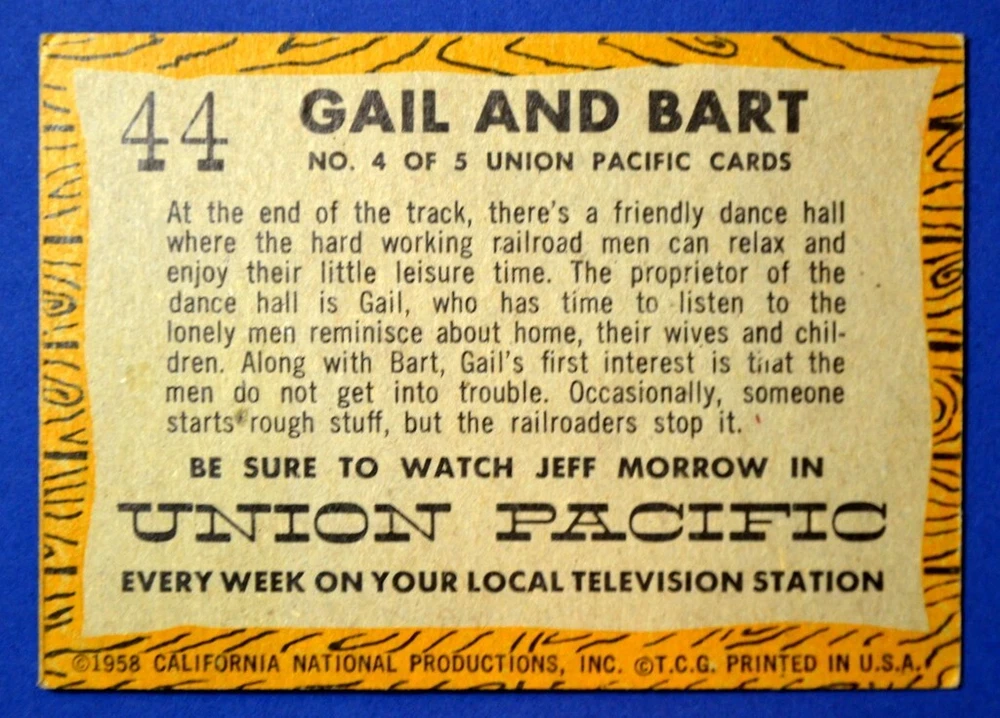 44 GAIL AND BART
NO. 4 OF 5 UNION PACIFIC CARDS
At the end of the track, there's a friendly dance hall
where the hard working railroad men can relax and
enjoy their little leisure time. The proprietor of the
dance hall is Gail, who has time to listen to the
lonely men reminisce about home, their wives and chil-
dren. Along with Bart, Gail's first interest is that the
men do not get into trouble. Occasionally, someone
starts rough stuff, but the railroaders stop it.
BE SURE TO WATCH JEFF MORROW IN
UNION PACIFIC
EVERY WEEK ON YOUR LOCAL TELEVISION STATION
©1958 CALIFORNIA NATIONAL PRODUCTIONS, INC. ©T.C.G. PRINTED IN U.S.A.